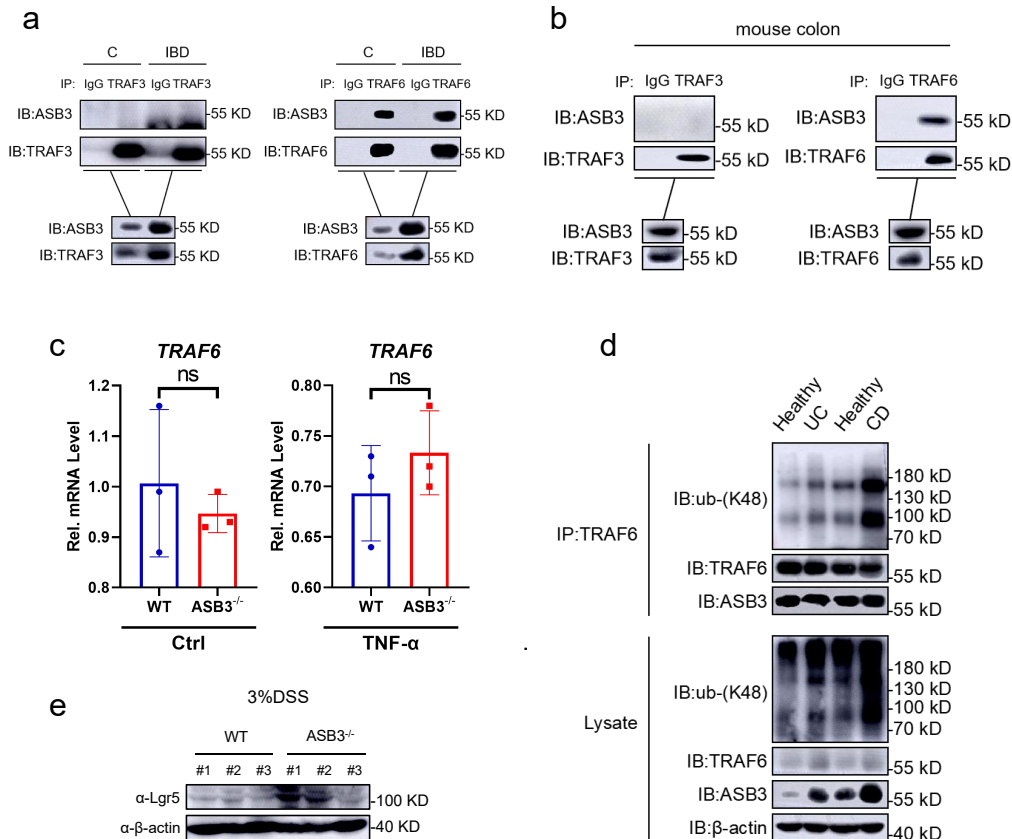 a
C IBD
IP: IgG TRAF3 IgG TRAF3
IB:ASB3 -55 KD
IB:TRAF3 -55 KD
IB:ASB3 -55 KD
IB:TRAF3 -55 KD
C IBD
IP: IgG TRAF6 IgG TRAF6
IB:ASB3 -55 KD
IB:TRAF6 -55 KD
IB:ASB3 -55 KD
IB:TRAF6 -55 KD
b
mouse colon
IP: IgG TRAF3
IB:ASB3 -55 kD
IB:TRAF3 -55 kD
IB:ASB3 -55 kD
IB:TRAF3 -55 kD
IP: IgG TRAF6
IB:ASB3 -55 kD
IB:TRAF6 -55 kD
IB:ASB3 -55 kD
IB:TRAF6 -55 kD
c
TRAF6
ns
Rel. mRNA Level
1.2
1.1
1.0
0.9
0.8
WT ASB3-/-
Ctrl
TRAF6
ns
Rel. mRNA Level
0.80
0.75
0.70
0.65
0.60
WT ASB3-/-
TNF-α
d
Healthy UC Healthy CD
IP:TRAF6
IB:ub-(K48)
-180 kD
-130 kD
-100 kD
-70 kD
IB:TRAF6 -55 kD
IB:ASB3 -55 kD
Lysate
IB:ub-(K48)
-180 kD
-130 kD
-100 kD
-70 kD
IB:TRAF6 -55 kD
IB:ASB3 -55 kD
IB:β-actin -40 kD
e
3%DSS
WT ASB3-/-
#1 #2 #3 #1 #2 #3
α-Lgr5 -100 KD
α-β-actin -40 KD